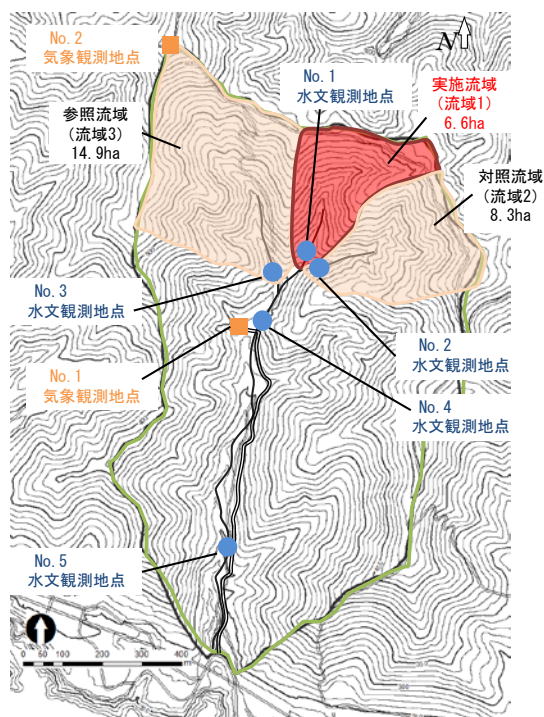 No.2
気象観測地点
N
No.1
水文観測地点
実施流域
(流域1)
6.6ha
参照流域
(流域3)
14.9ha
対照流域
(流域2)
8.3ha
No.3
水文観測地点
No.2
水文観測地点
No.1
気象観測地点
No.4
水文観測地点
No.5
水文観測地点
0 50 100 200 300 400
m